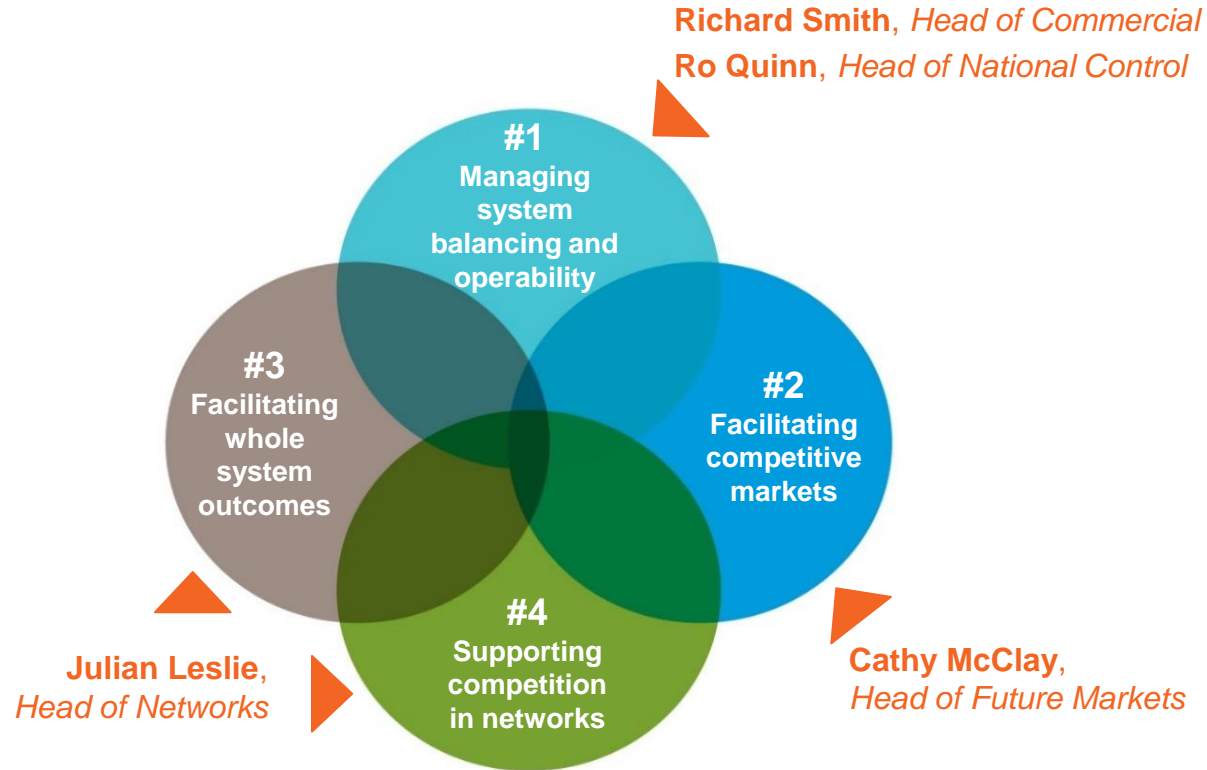 Richard Smith, Head of Commercial
Ro Quinn, Head of National Control
#1
Managing
system
balancing and
operability
#3
Facilitating
whole
system
outcomes
#2
Facilitating
competitive
markets
#4
Supporting
competition
in networks
Julian Leslie,
Head of Networks
Cathy McClay,
Head of Future Markets